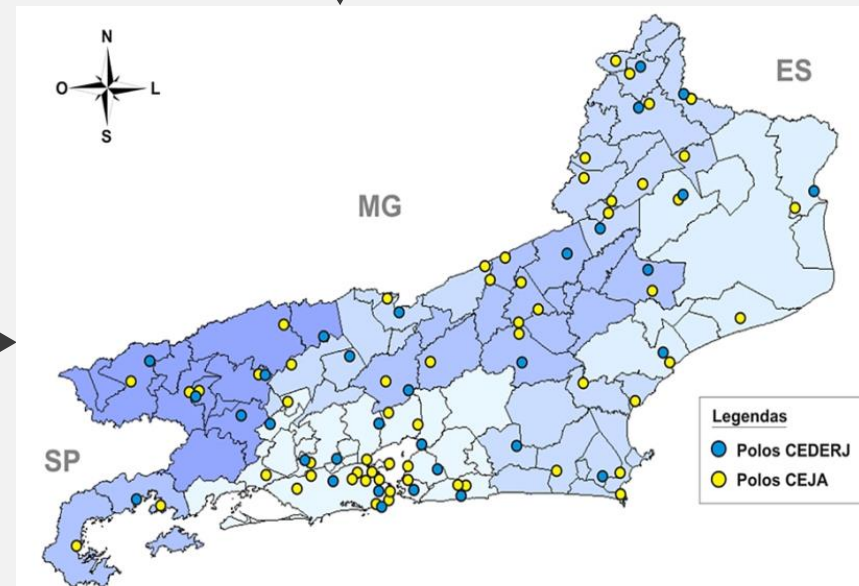 N
O L
S
ES
MG
SP
Legendas
Polos CEDERJ
Polos CEJA